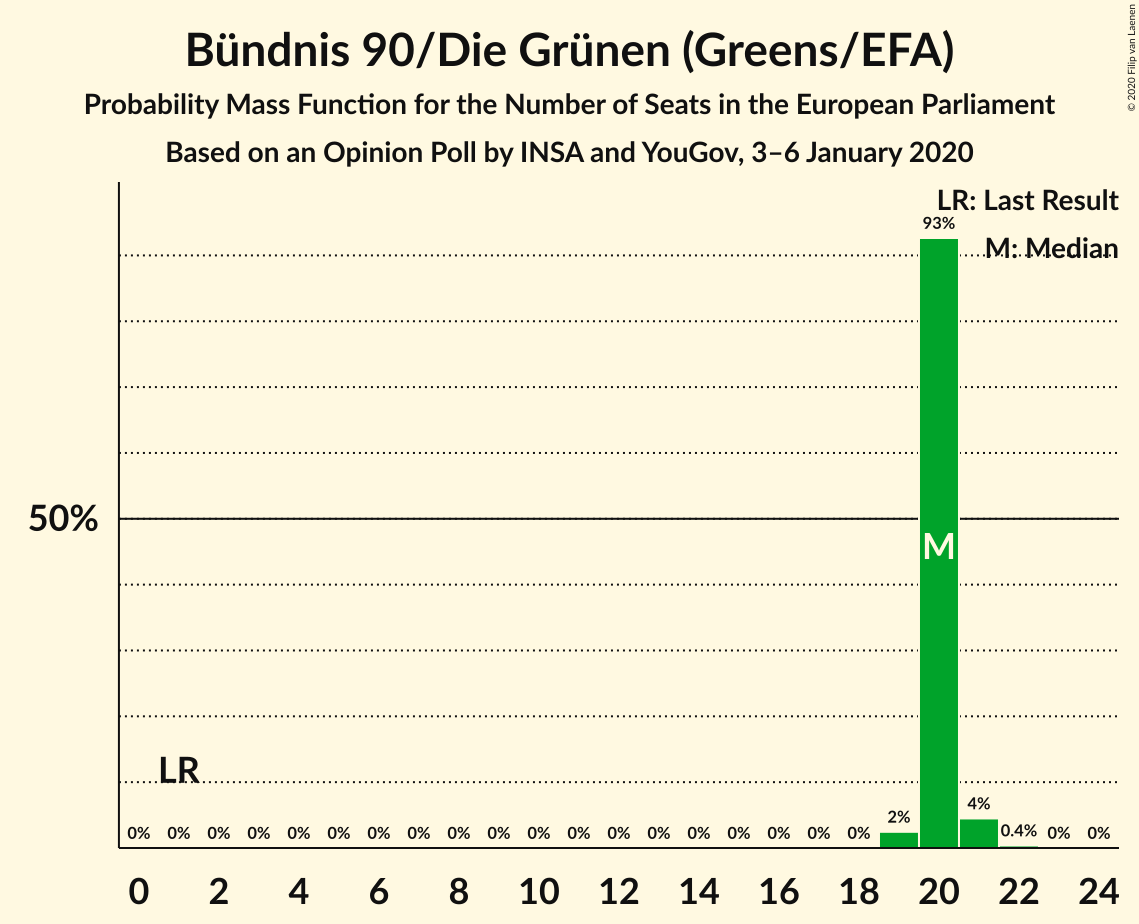 Bündnis 90/Die Grünen (Greens/EFA)
Probability Mass Function for the Number of Seats in the European Parliament
Based on an Opinion Poll by INSA and YouGov, 3–6 January 2020
© 2020 Filip van Laenen
LR: Last Result
93%
M: Median
50%
M
LR
0% 0% 0% 0% 0% 0% 0% 0% 0% 0% 0% 0% 0% 0% 0% 0% 0% 0% 0% 2% 4% 0.4% 0% 0%
0 2 4 6 8 10 12 14 16 18 20 22 24